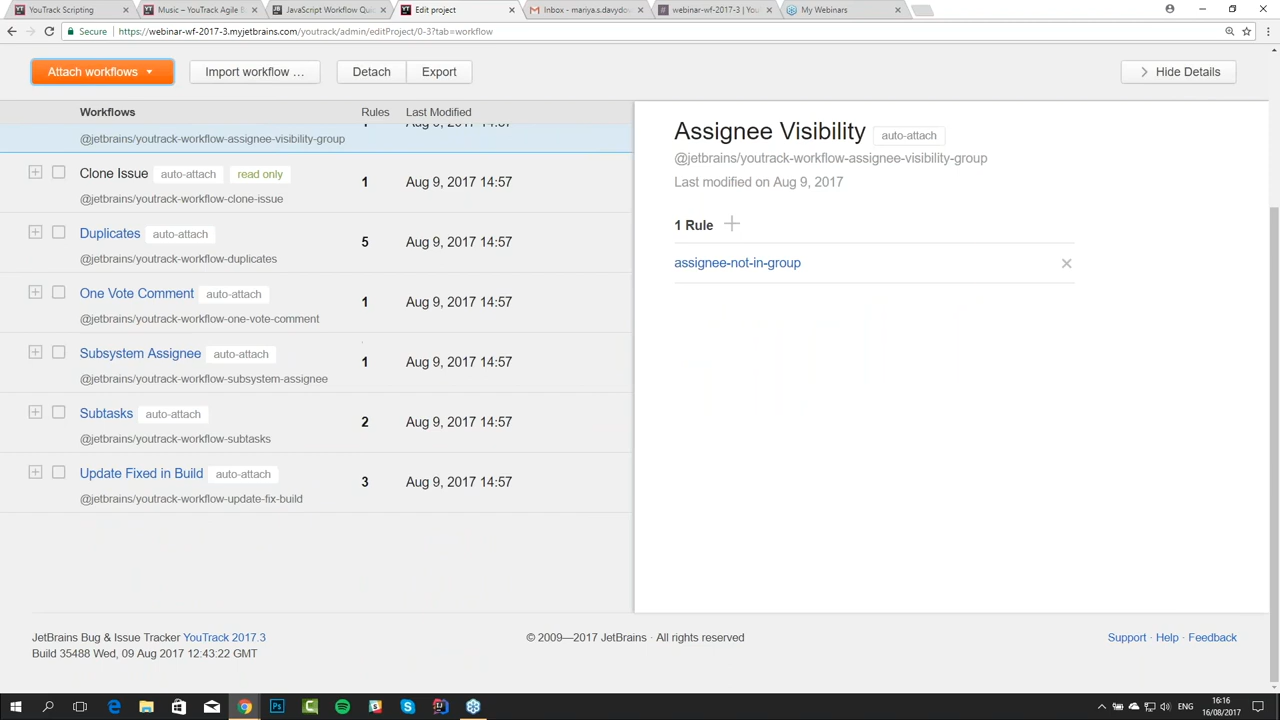 YouTrack Scripting
Music – YouTrack Agile B
JavaScript Workflow Quic
Edit project
Inbox - mariya.s.davydov
webinar-wf-2017-3 | You
My Webinars
Secure
https://webinar-wf-2017-3.myjetbrains.com/youtrack/admin/editProject/0-3?tab=workflow
Attach workflows
Import workflow …
Detach
Export
Hide Details
Workflows
Rules
Last Modified
@jetbrains/youtrack-workflow-assignee-visibility-group
Clone Issue auto-attach read only
1
Aug 9, 2017 14:57
@jetbrains/youtrack-workflow-clone-issue
Duplicates auto-attach
5
Aug 9, 2017 14:57
@jetbrains/youtrack-workflow-duplicates
One Vote Comment auto-attach
1
Aug 9, 2017 14:57
@jetbrains/youtrack-workflow-one-vote-comment
Subsystem Assignee auto-attach
1
Aug 9, 2017 14:57
@jetbrains/youtrack-workflow-subsystem-assignee
Subtasks auto-attach
2
Aug 9, 2017 14:57
@jetbrains/youtrack-workflow-subtasks
Update Fixed in Build auto-attach
3
Aug 9, 2017 14:57
@jetbrains/youtrack-workflow-update-fix-build
Assignee Visibility auto-attach
@jetbrains/youtrack-workflow-assignee-visibility-group
Last modified on Aug 9, 2017
1 Rule
assignee-not-in-group
JetBrains Bug & Issue Tracker YouTrack 2017.3
Build 35488 Wed, 09 Aug 2017 12:43:22 GMT
© 2009—2017 JetBrains · All rights reserved
Support · Help · Feedback
ENG
16:16
16/08/2017